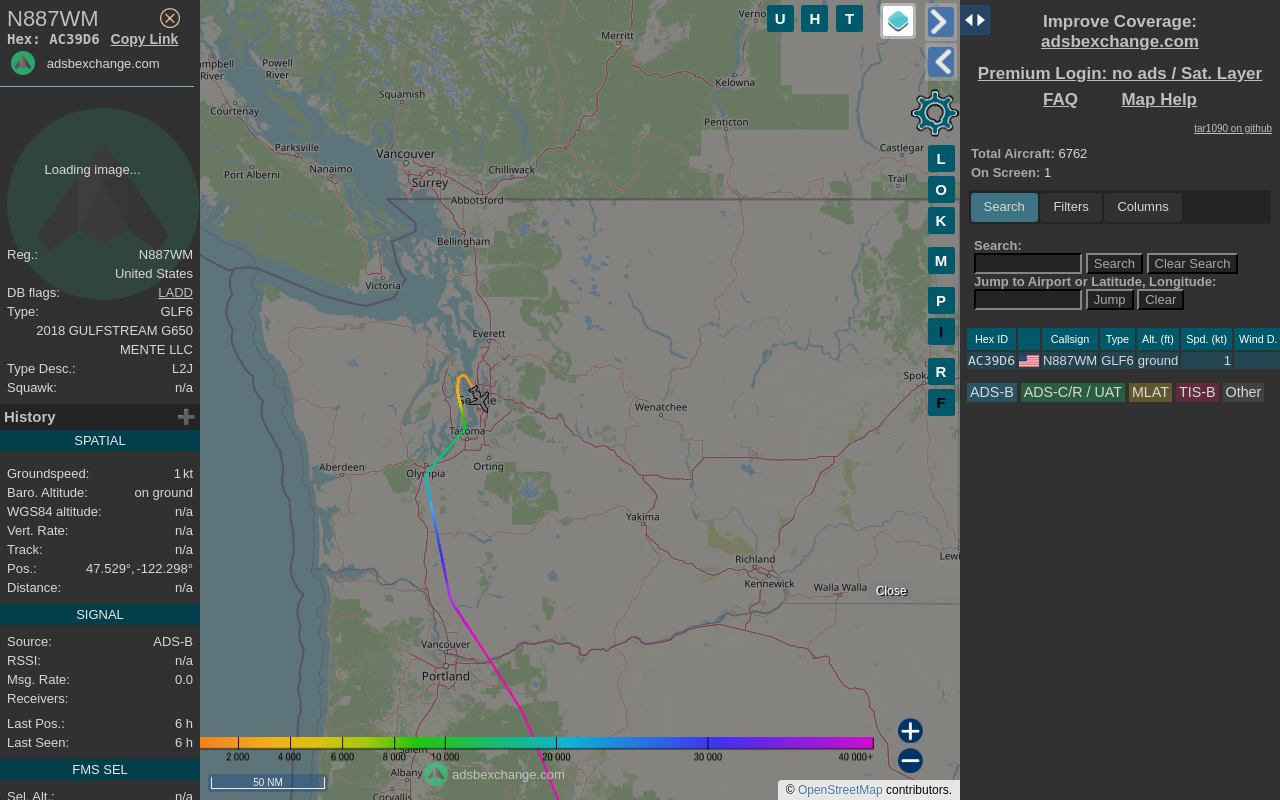 N887WM
Hex: AC39D6 Copy Link
adsbexchange.com
Loading image...
Reg.: N887WM
United States
DB flags: LADD
Type: GLF6
2018 GULFSTREAM G650
MENTE LLC
Type Desc.: L2J
Squawk: n/a
History
SPATIAL
Groundspeed: 1 kt
Baro. Altitude: on ground
WGS84 altitude: n/a
Vert. Rate: n/a
Track: n/a
Pos.: 47.529°, -122.298°
Distance: n/a
SIGNAL
Source: ADS-B
RSSI: n/a
Msg. Rate: 0.0
Receivers:
Last Pos.: 6 h
Last Seen: 6 h
FMS SEL
Sel. Alt.: n/a
Merritt
Powell
River
River
Squamish
Kelowna
Courtenay
Penticton
Parksville
Vancouver
Castlegar
Nanaimo
Port Alberni
Chilliwack
Surrey
Trail
Abbotsford
Bellingham
Victoria
Everett
Wenatchee
Tacoma
Aberdeen
Orting
Olympia
Yakima
Richland
Kennewick
Walla Walla
Close
Vancouver
Portland
2 000 4 000 6 000 8 000 10 000 20 000 30 000 40 000+
Albany
Corvallis
adsbexchange.com
50 NM
© OpenStreetMap contributors.
U H T
L
O
K
M
P
I
R
F
Improve Coverage:
adsbexchange.com
Premium Login: no ads / Sat. Layer
FAQ Map Help
tar1090 on github
Total Aircraft: 6762
On Screen: 1
Search Filters Columns
Search:
Search Clear Search
Jump to Airport or Latitude, Longitude:
Jump Clear
Hex ID Callsign Type Alt. (ft) Spd. (kt) Wind D.
AC39D6 N887WM GLF6 ground 1
ADS-B ADS-C/R / UAT MLAT TIS-B Other